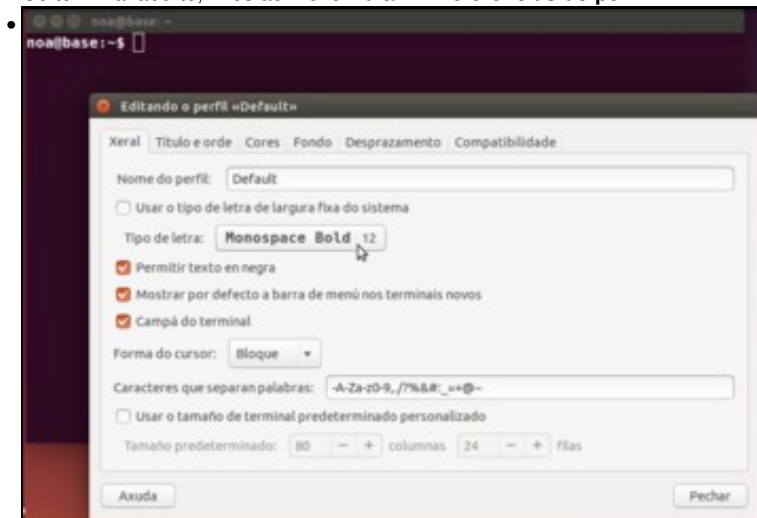 noa@base: ~
noa@base:~$
Editando o perfil «Default»
Xeral Título e orde Cores Fondo Desprazamento Compatibilidade
Nome do perfil: Default
Usar o tipo de letra de largura fixa do sistema
Tipo de letra: Monospace Bold 12
Permitir texto en negra
Mostrar por defecto a barra de menú nos terminais novos
Campá do terminal
Forma do cursor: Bloque
Caracteres que separan palabras: -A-Za-z0-9,./?%&#:_=+@~
Usar o tamaño de terminal predeterminado personalizado
Tamaño predeterminado: 80 - + columnas 24 - + filas
Axuda Pechar